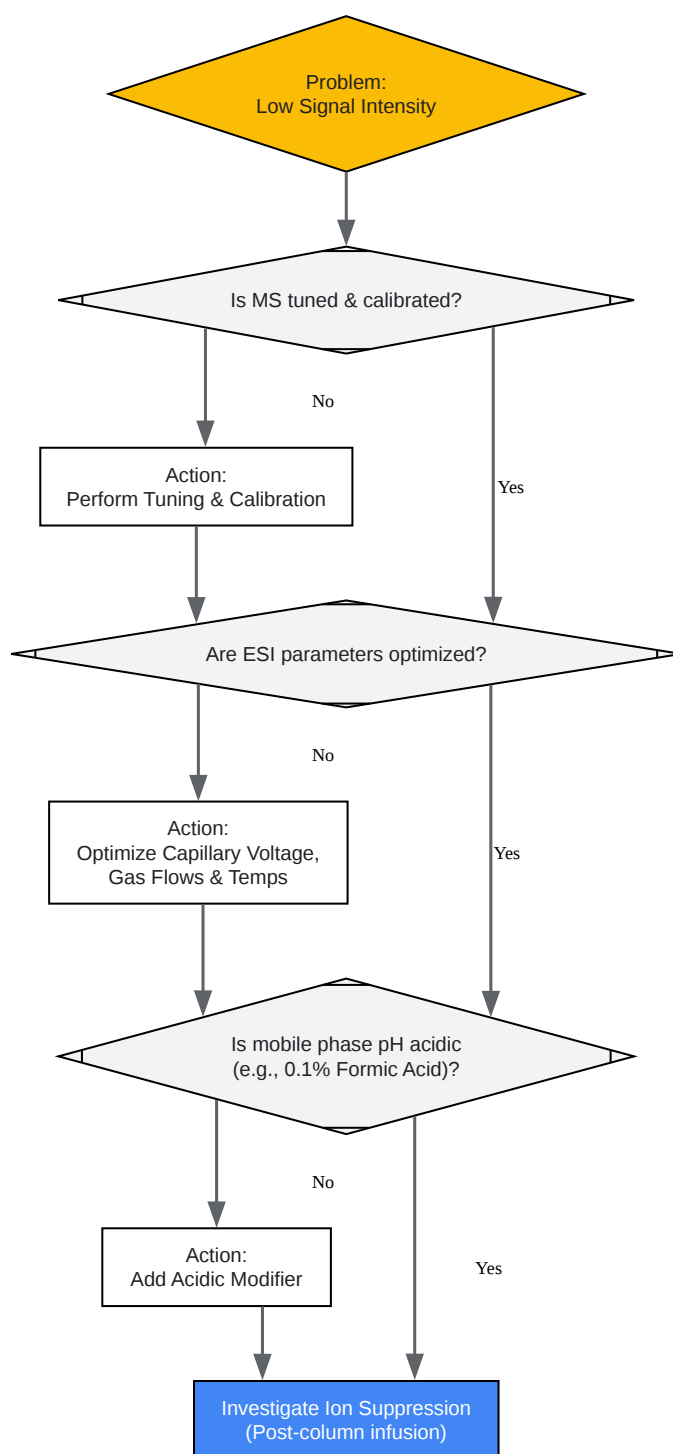 Problem:
Low Signal Intensity
Is MS tuned & calibrated?
No
Action:
Perform Tuning & Calibration
Yes
Are ESI parameters optimized?
No
Action:
Optimize Capillary Voltage,
Gas Flows & Temps
Yes
Is mobile phase pH acidic
(e.g., 0.1% Formic Acid)?
No
Action:
Add Acidic Modifier
Yes
Investigate Ion Suppression
(Post-column infusion)